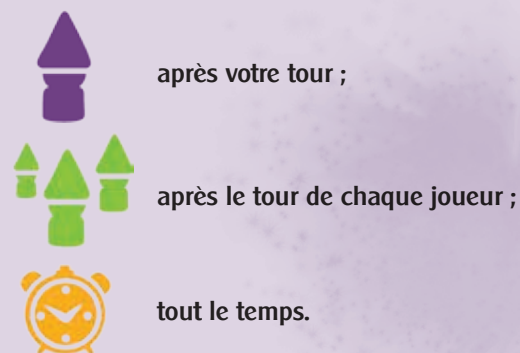 après votre tour ;
après le tour de chaque joueur ;
tout le temps.